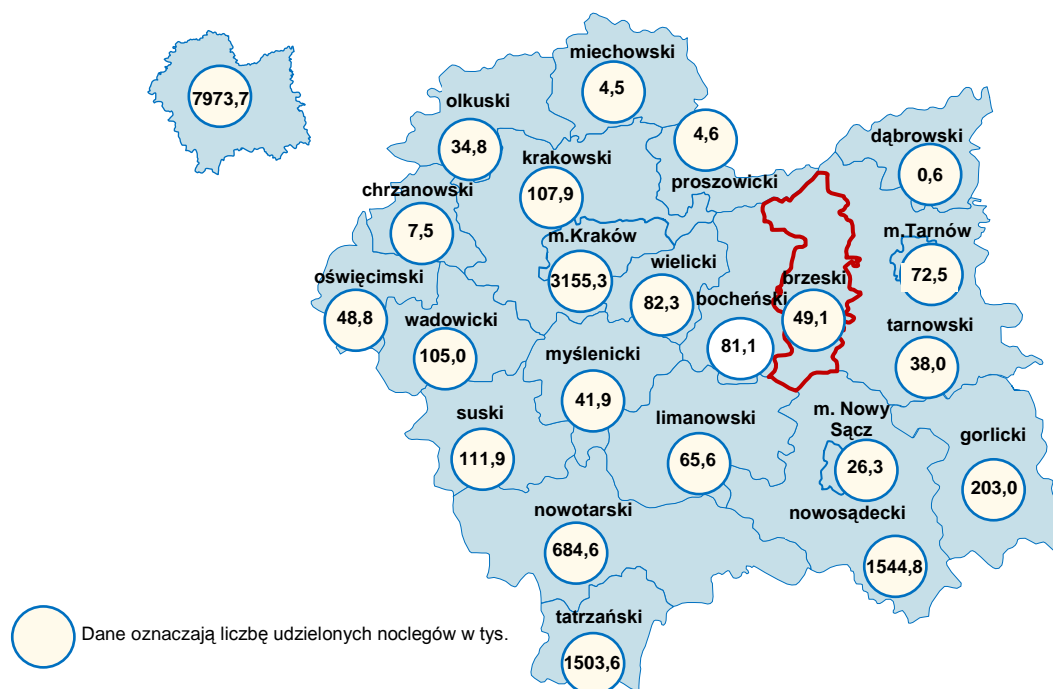 7973,7
miechowski
4,5
olkuski
34,8
4,6
proszowicki
dąbrowski
0,6
krakowski
107,9
chrzanowski
7,5
m.Kraków
3155,3
wielicki
82,3
m.Tarnów
72,5
oświęcimski
48,8
wadowicki
105,0
bocheński
81,1
brzeski
49,1
tarnowski
38,0
myślenicki
41,9
suski
111,9
limanowski
65,6
m. Nowy
Sącz
26,3
gorlicki
203,0
nowotarski
684,6
nowosądecki
1544,8
tatrzański
1503,6
Dane oznaczają liczbę udzielonych noclegów w tys.